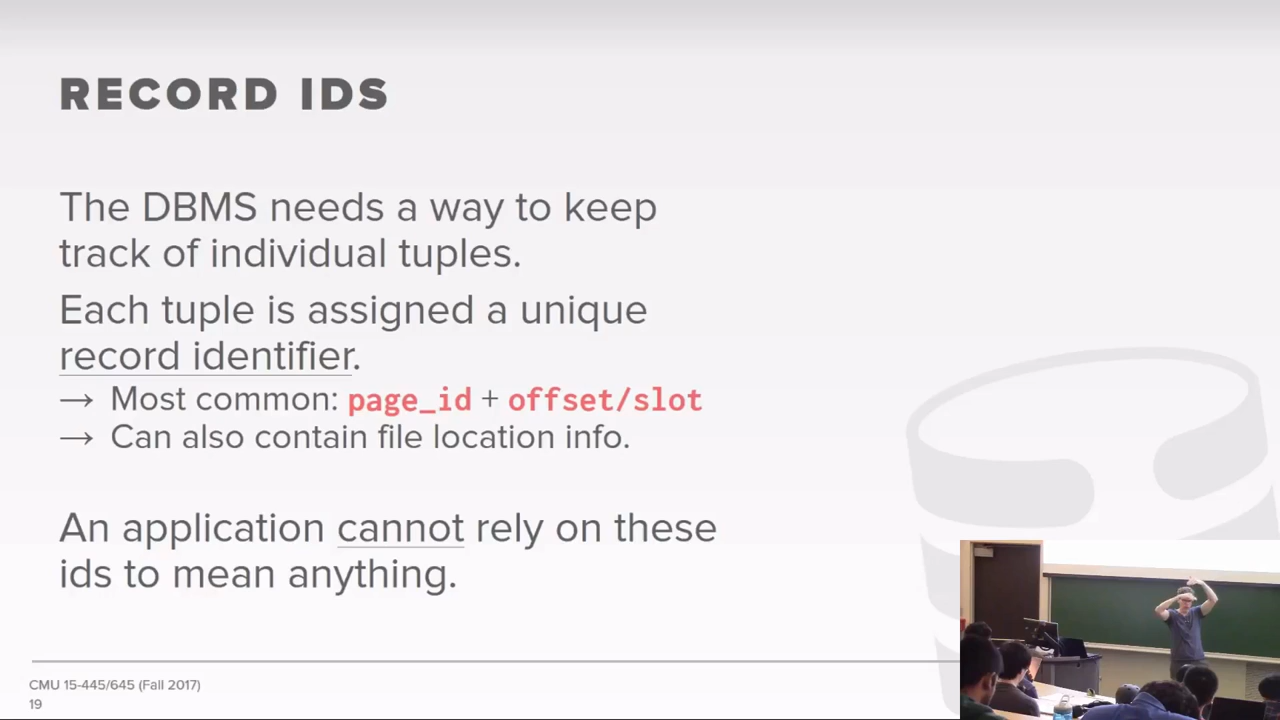 RECORD IDS
The DBMS needs a way to keep
track of individual tuples.
Each tuple is assigned a unique
record identifier.
→ Most common: page_id + offset/slot
→ Can also contain file location info.
An application cannot rely on these
ids to mean anything.
CMU 15-445/645 (Fall 2017)
19